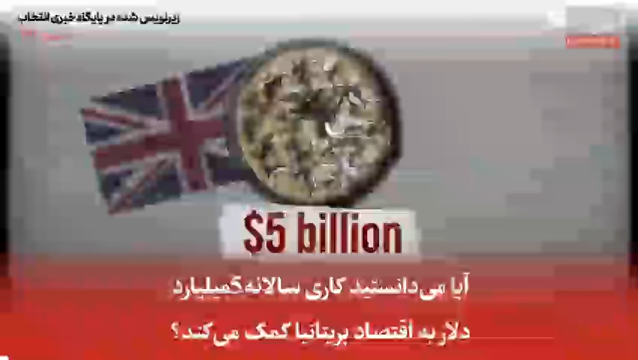 زیرنویس شده در پایگاه خبری انتخاب
$5 billion
آیا می‌دانستید کاری سالانه 5میلیارد
دلار به اقتصاد بریتانیا کمک می‌کند؟